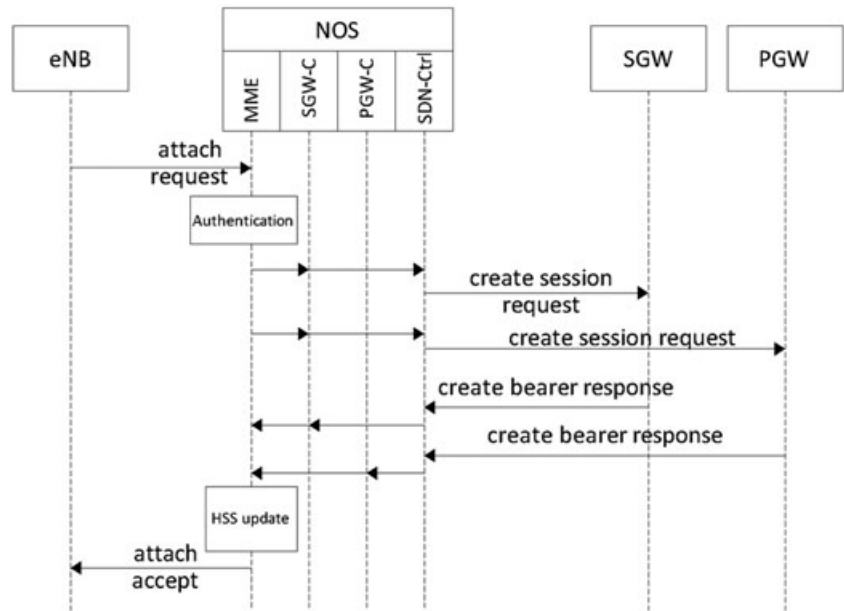 NOS
eNB
SGW
PGW
MME
SGW-C
PGW-C
SDN-Ctrl
attach
request
Authentication
create session
request
create session request
create bearer response
create bearer response
HSS update
attach
accept